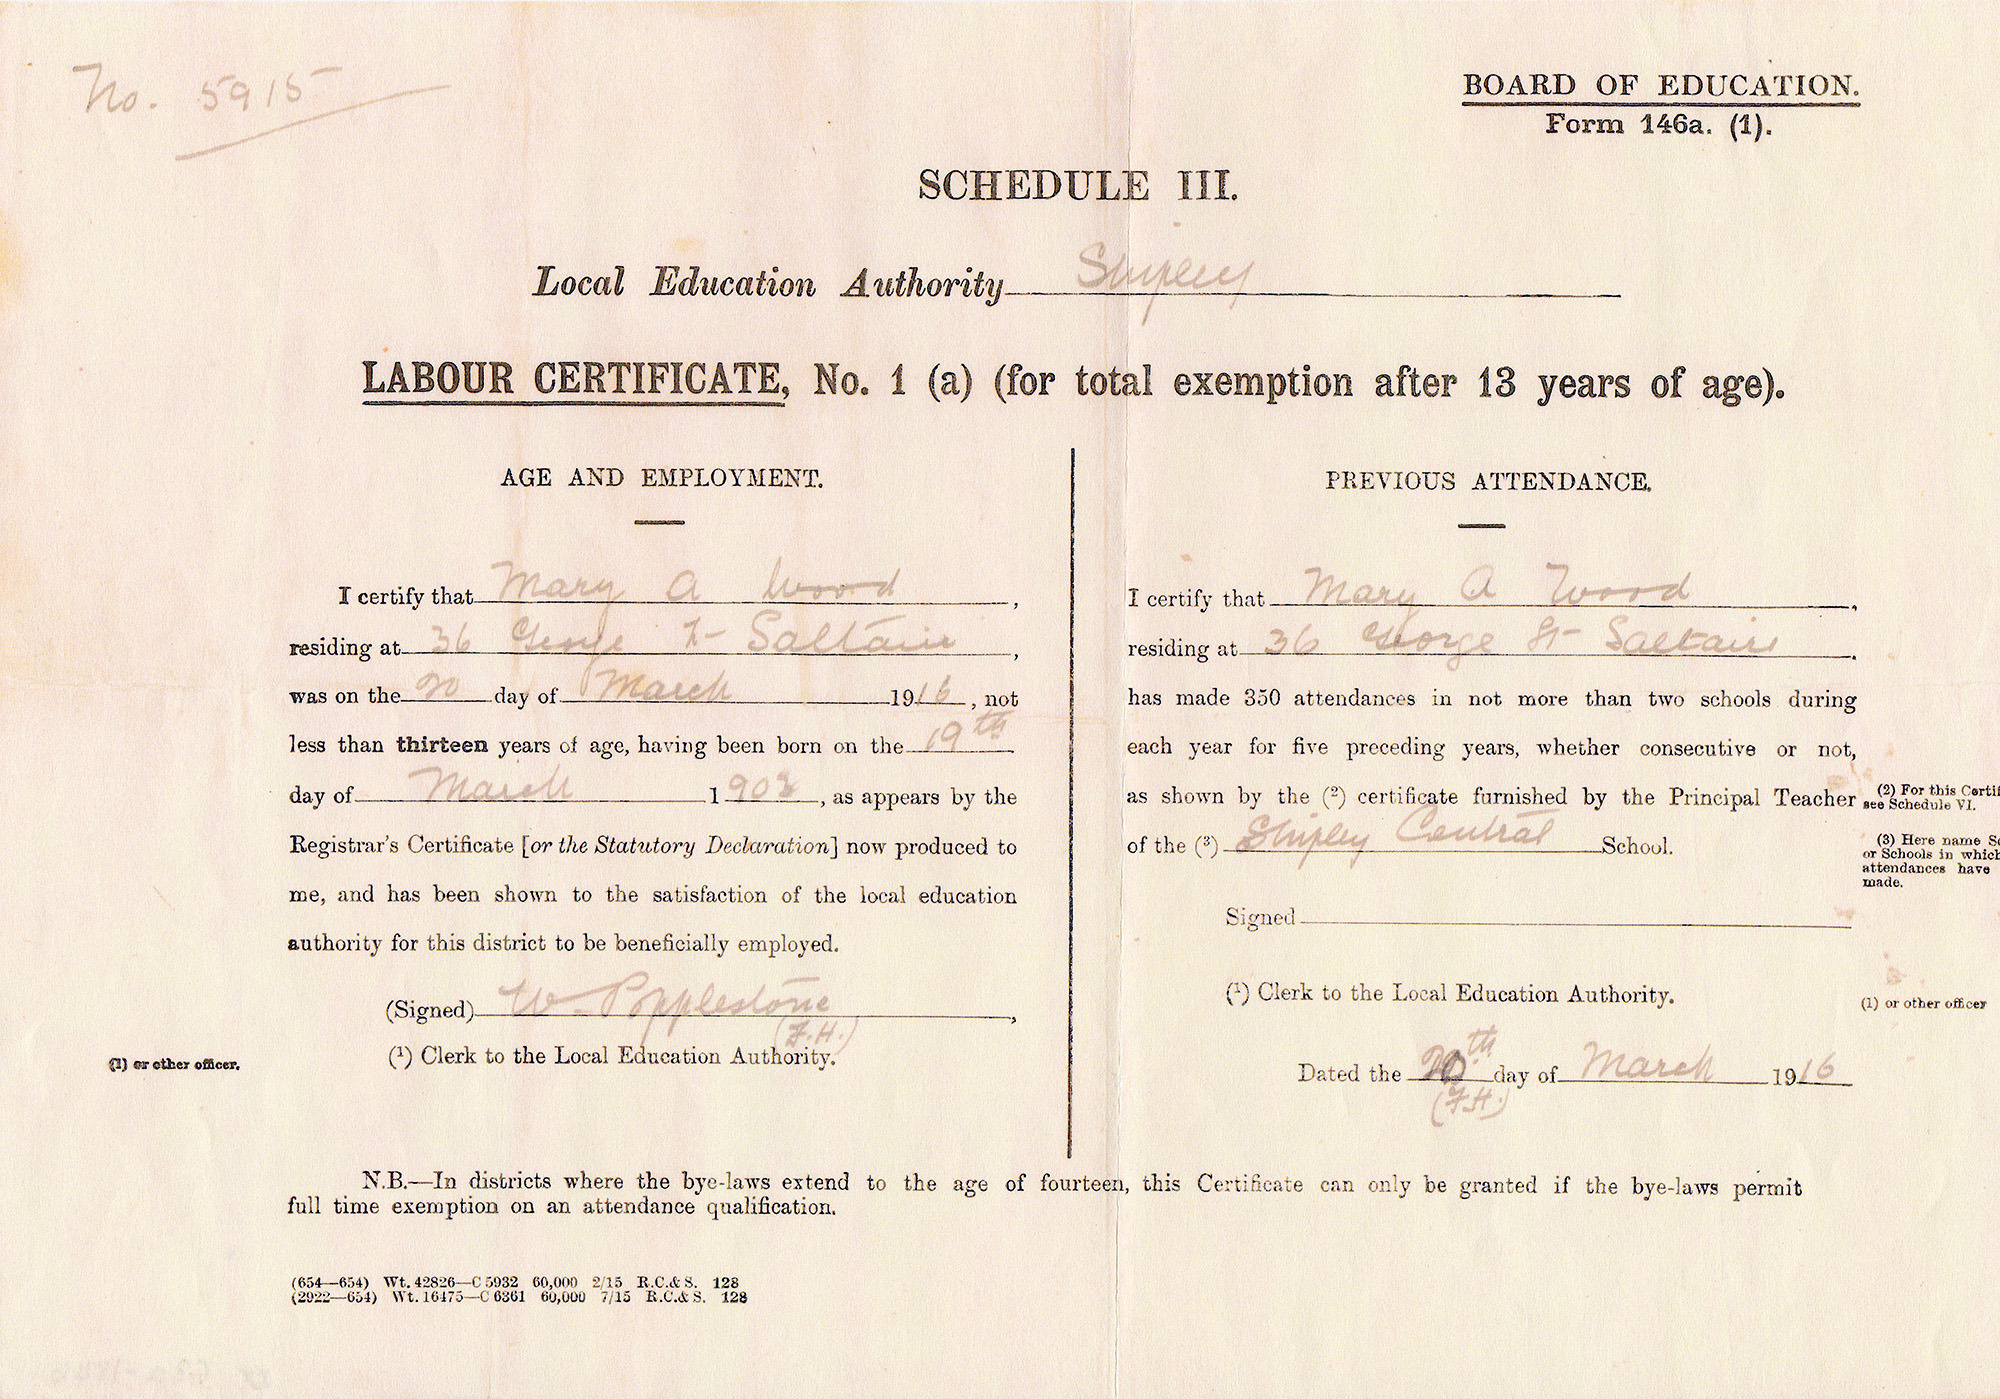 No. 5915
BOARD OF EDUCATION.
Form 146a. (1).
SCHEDULE III.
Local Education Authority Shipley
LABOUR CERTIFICATE, No. 1 (a) (for total exemption after 13 years of age).
AGE AND EMPLOYMENT.
I certify that Mary A Wood,
residing at 36 George St Saltaire,
was on the 20 day of March 1916, not
less than thirteen years of age, having been born on the 19th
day of March 1903, as appears by the
Registrar's Certificate [or the Statutory Declaration] now produced to
me, and has been shown to the satisfaction of the local education
authority for this district to be beneficially employed.
(Signed) W Popplestone,
(F.H.)
(1) Clerk to the Local Education Authority.
(1) or other officer.
PREVIOUS ATTENDANCE.
I certify that Mary A Wood,
residing at 36 George St Saltaire.
has made 350 attendances in not more than two schools during
each year for five preceding years, whether consecutive or not,
as shown by the (2) certificate furnished by the Principal Teacher
of the (3) Shipley Central School.
(2) For this Certifi
see Schedule VI.
(3) Here name Sc
or Schools in which
attendances have
made.
Signed
(1) Clerk to the Local Education Authority.
(1) or other officer
Dated the 20th day of March 1916
(F.H.)
N.B.—In districts where the bye-laws extend to the age of fourteen, this Certificate can only be granted if the bye-laws permit
full time exemption on an attendance qualification.
(654—654) Wt. 42826—C 5932 60,000 2/15 R.C.& S. 128
(2922—654) Wt. 16475—C 6361 60,000 7/15 R.C.& S. 128